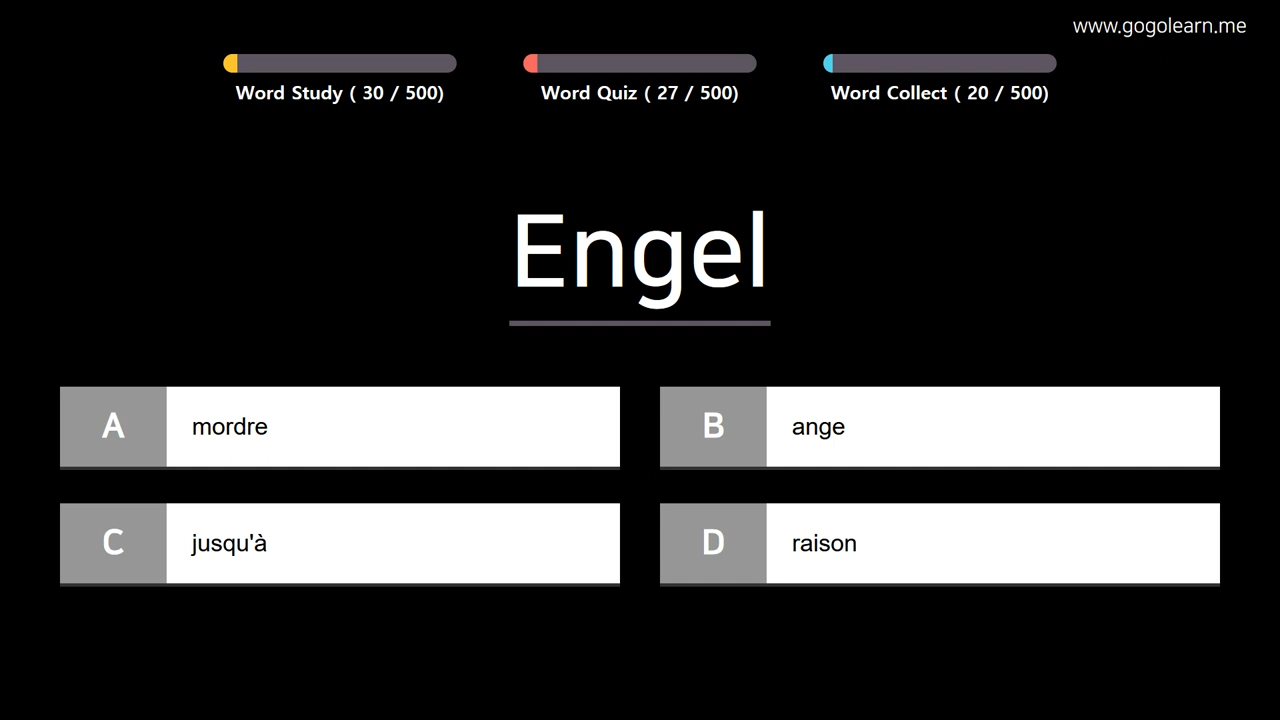 www.gogolearn.me
Word Study ( 30 / 500)
Word Quiz ( 27 / 500)
Word Collect ( 20 / 500)
Engel
A
mordre
B
ange
C
jusqu'à
D
raison